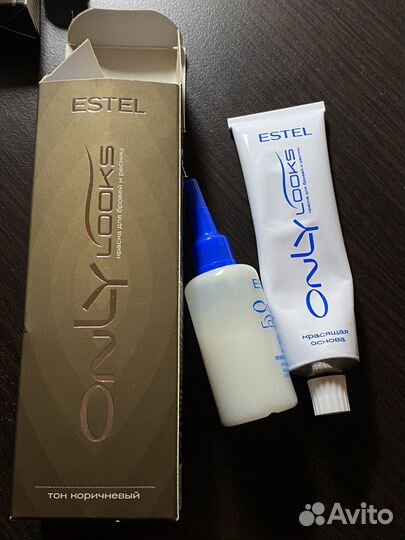 ESTEL
ONLY LOOKS
краска для бровей и ресниц
тон коричневый
50
ESTEL
ONLY LOOKS
краска для бровей и ресниц
красящая
основа
Avito